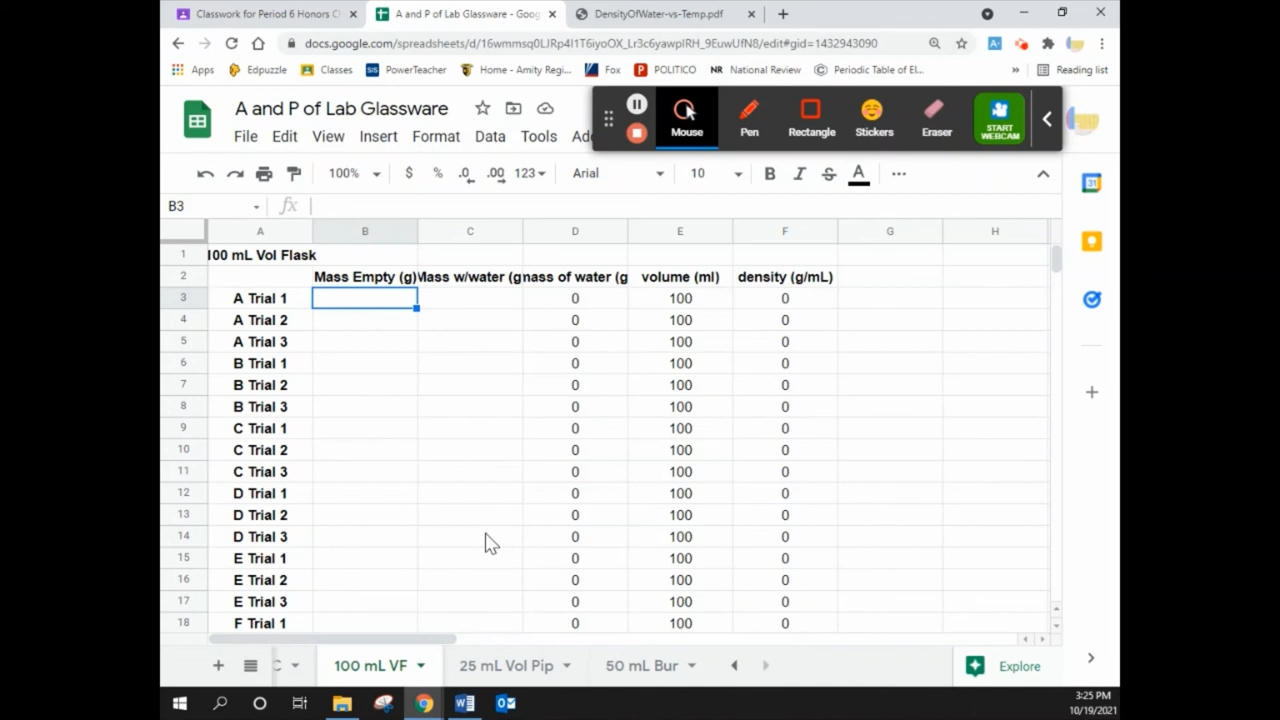 Classwork for Period 6 Honors C
A and P of Lab Glassware - Goog
DensityOfWater-vs-Temp.pdf
docs.google.com/spreadsheets/d/16wmmsq0LJRp4I1T6iyoOX_Lr3c6yawpIRH_9EuwUfN8/edit#gid=1432943090
Apps Edpuzzle Classes SIS PowerTeacher Home - Amity Regi... Fox POLITICO NR National Review Periodic Table of El... » Reading list
A and P of Lab Glassware
File Edit View Insert Format Data Tools Add
Mouse Pen Rectangle Stickers Eraser START WEBCAM
100% $ % .0 .00 123 Arial 10 B I S A
B3 fx
A B C D E F G H
1 100 mL Vol Flask
2 Mass Empty (g) Mass w/water (g mass of water (g volume (ml) density (g/mL)
3 A Trial 1 0 100 0
4 A Trial 2 0 100 0
5 A Trial 3 0 100 0
6 B Trial 1 0 100 0
7 B Trial 2 0 100 0
8 B Trial 3 0 100 0
9 C Trial 1 0 100 0
10 C Trial 2 0 100 0
11 C Trial 3 0 100 0
12 D Trial 1 0 100 0
13 D Trial 2 0 100 0
14 D Trial 3 0 100 0
15 E Trial 1 0 100 0
16 E Trial 2 0 100 0
17 E Trial 3 0 100 0
18 F Trial 1 0 100 0
C 100 mL VF 25 mL Vol Pip 50 mL Bur Explore
3:25 PM
10/19/2021